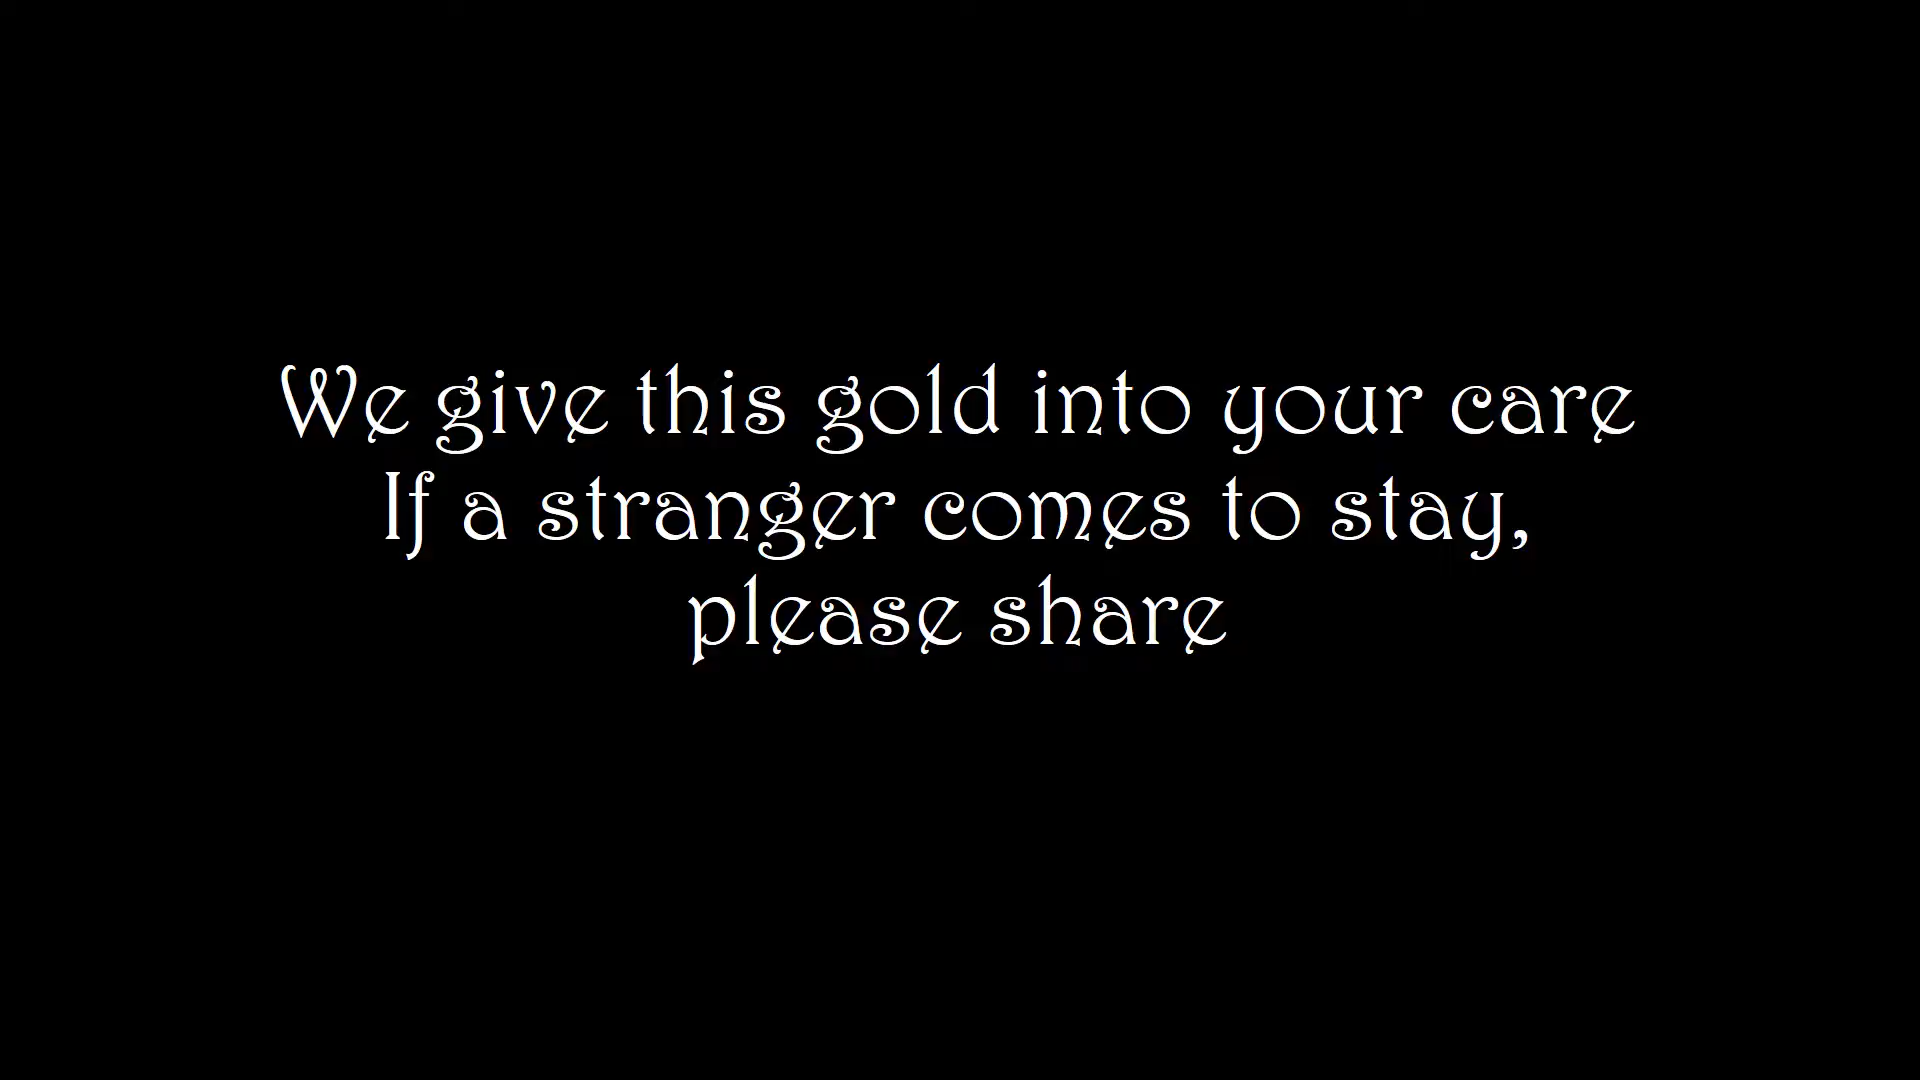 We give this gold into your care
If a stranger comes to stay,
please share